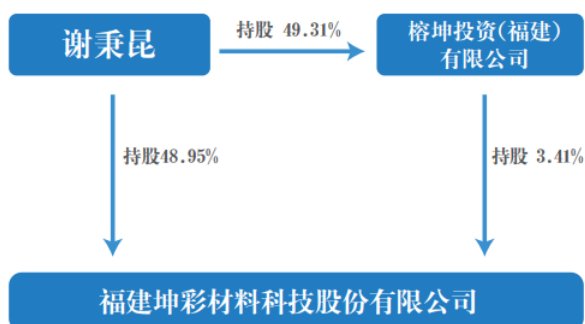 谢秉昆
持股 49.31%
榕坤投资(福建)
有限公司
持股48.95%
持股 3.41%
福建坤彩材料科技股份有限公司